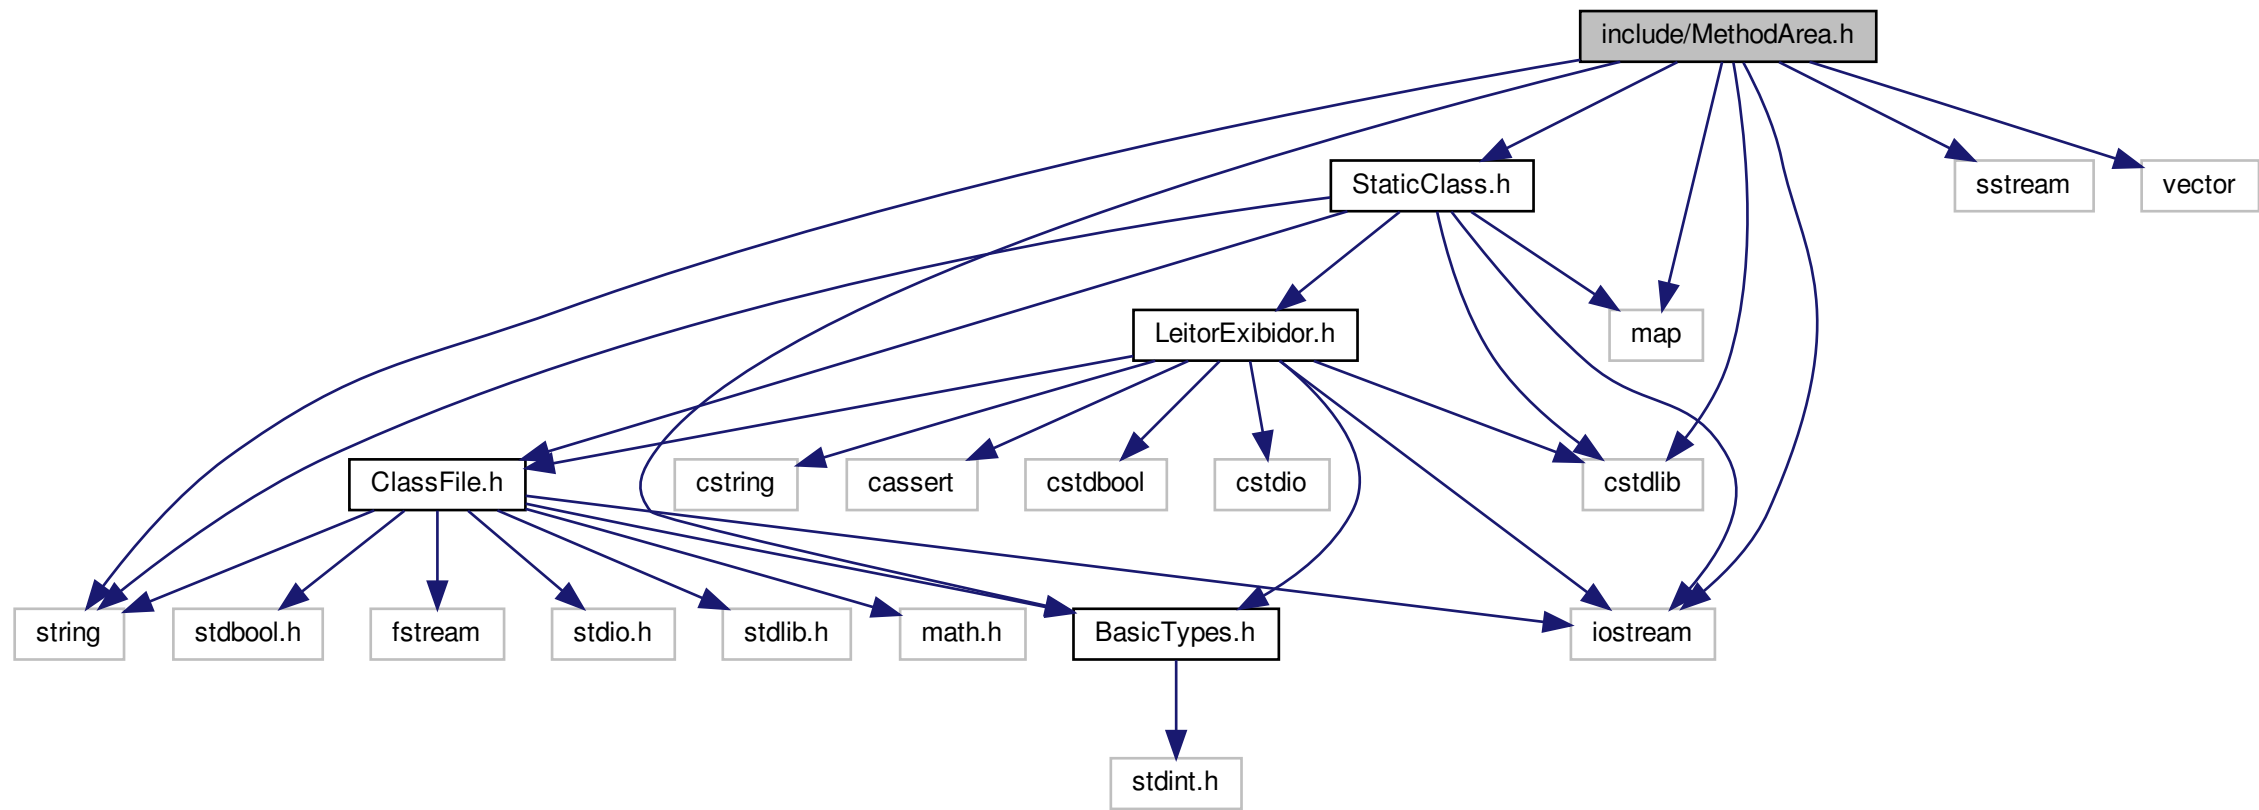 include/MethodArea.h
StaticClass.h
sstream
vector
LeitorExibidor.h
map
ClassFile.h
cstring
cassert
cstdbool
cstdio
cstdlib
string
stdbool.h
fstream
stdio.h
stdlib.h
math.h
BasicTypes.h
iostream
stdint.h